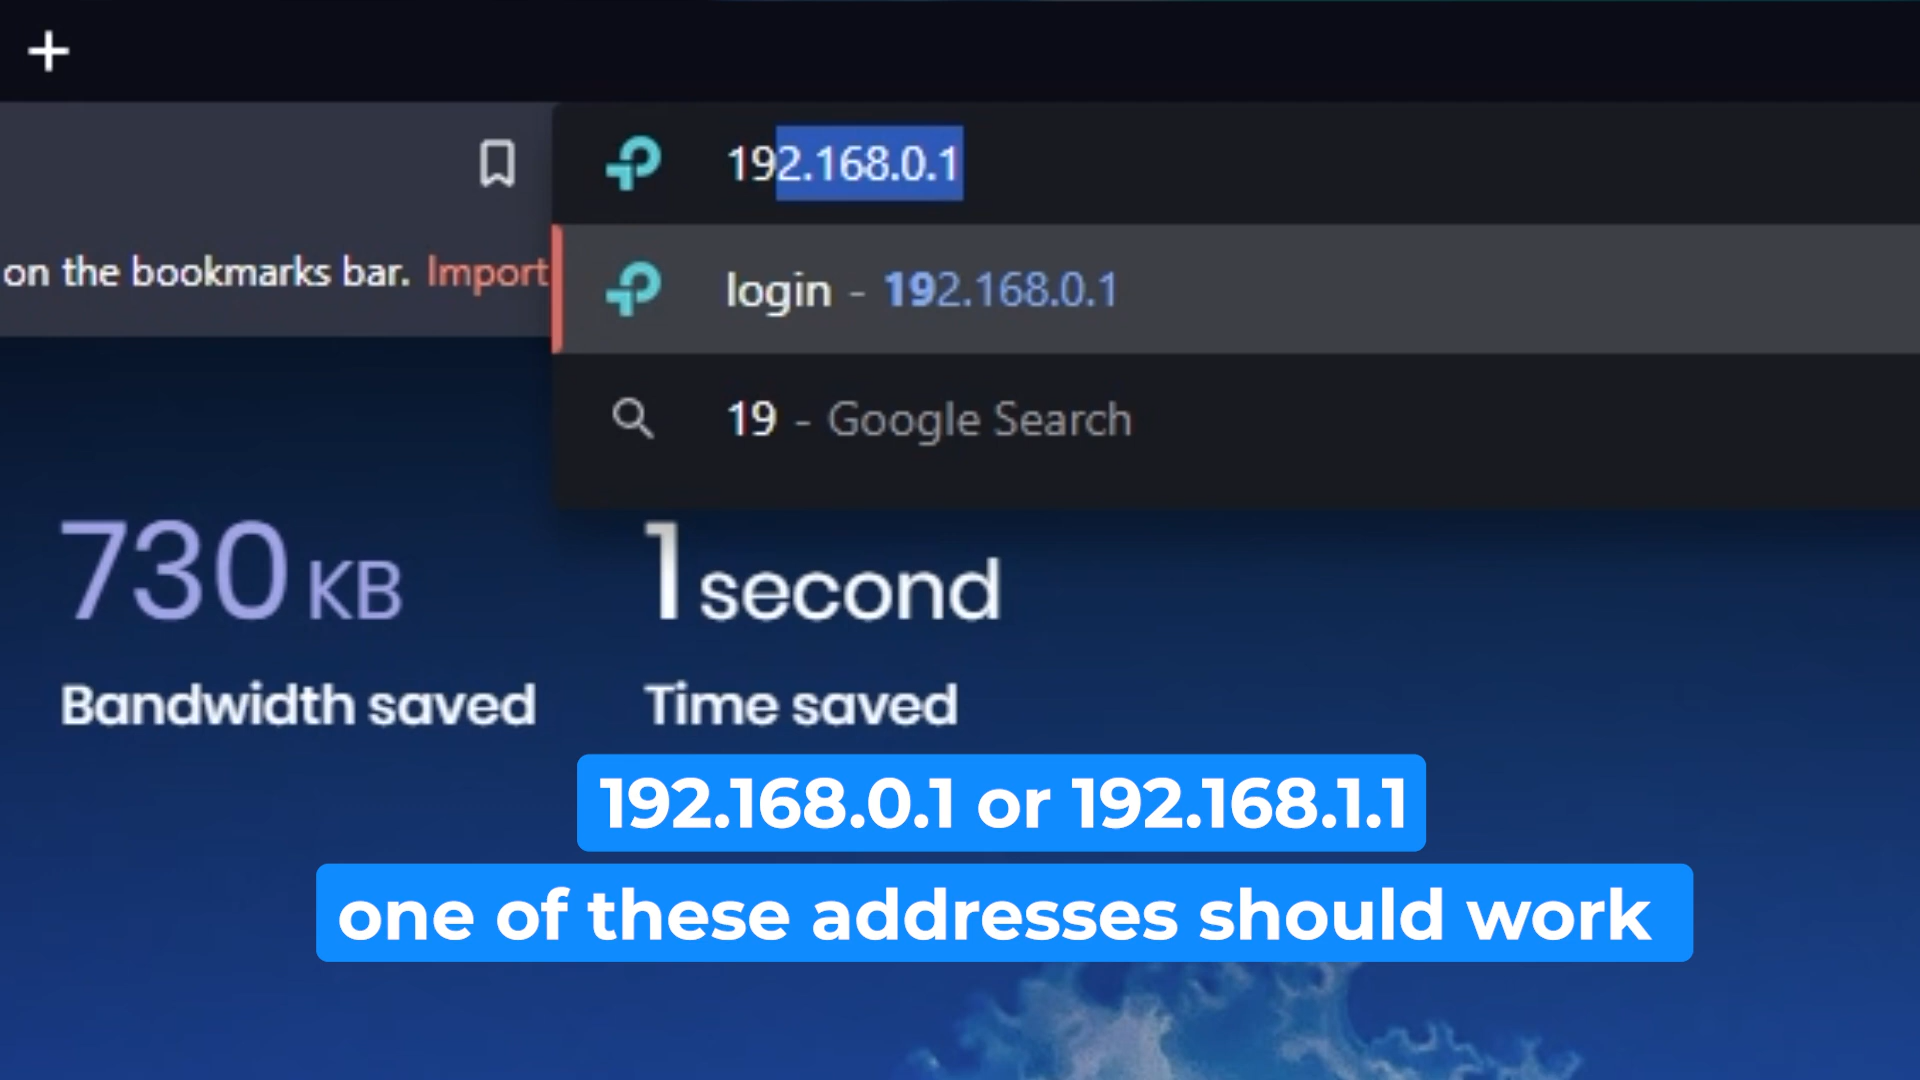 192.168.0.1
on the bookmarks bar. Import
login - 192.168.0.1
19 - Google Search
730 KB
1 second
Bandwidth saved
Time saved
192.168.0.1 or 192.168.1.1
one of these addresses should work